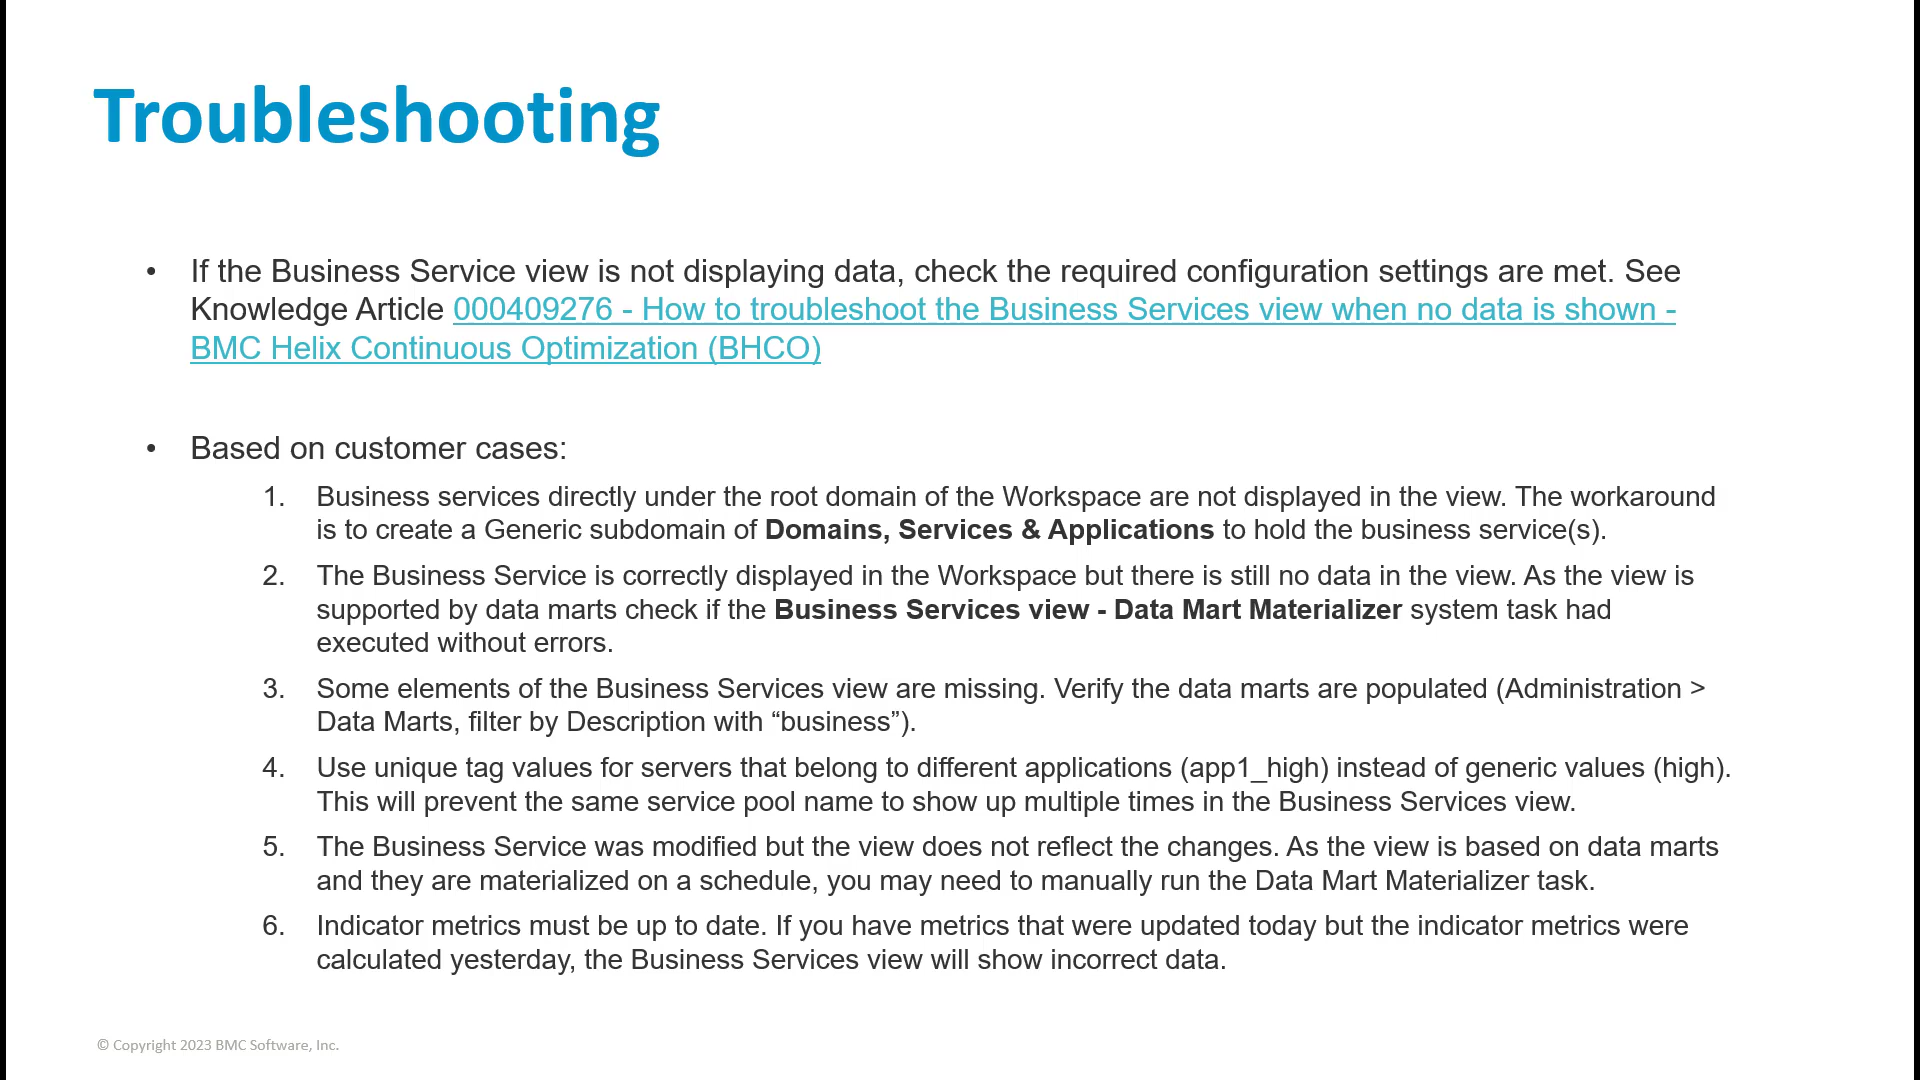 Troubleshooting
• If the Business Service view is not displaying data, check the required configuration settings are met. See
Knowledge Article 000409276 - How to troubleshoot the Business Services view when no data is shown -
BMC Helix Continuous Optimization (BHCO)
• Based on customer cases:
1. Business services directly under the root domain of the Workspace are not displayed in the view. The workaround
is to create a Generic subdomain of Domains, Services & Applications to hold the business service(s).
2. The Business Service is correctly displayed in the Workspace but there is still no data in the view. As the view is
supported by data marts check if the Business Services view - Data Mart Materializer system task had
executed without errors.
3. Some elements of the Business Services view are missing. Verify the data marts are populated (Administration >
Data Marts, filter by Description with “business”).
4. Use unique tag values for servers that belong to different applications (app1_high) instead of generic values (high).
This will prevent the same service pool name to show up multiple times in the Business Services view.
5. The Business Service was modified but the view does not reflect the changes. As the view is based on data marts
and they are materialized on a schedule, you may need to manually run the Data Mart Materializer task.
6. Indicator metrics must be up to date. If you have metrics that were updated today but the indicator metrics were
calculated yesterday, the Business Services view will show incorrect data.
© Copyright 2023 BMC Software, Inc.